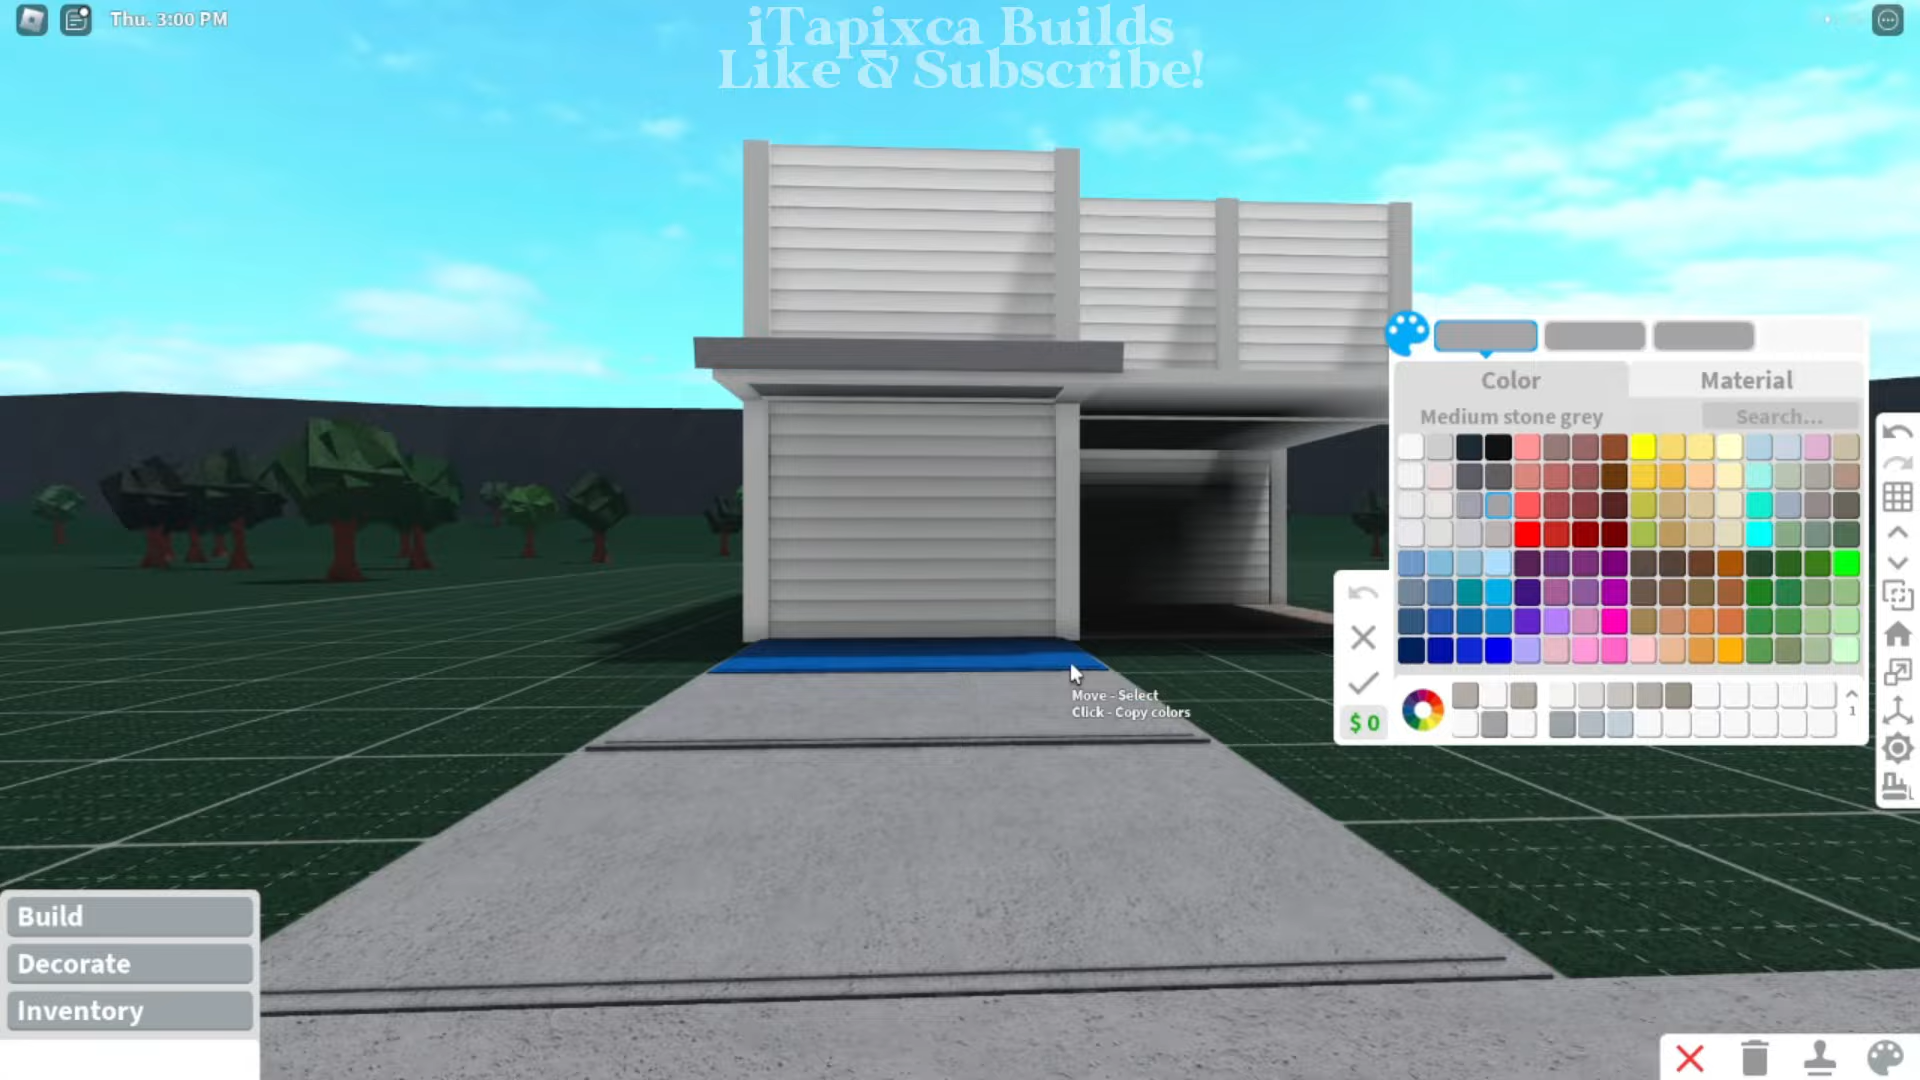 Thu. 3:00 PM
iTapixca Builds
Like & Subscribe!
Color
Material
Medium stone grey
Search...
Move - Select
Click - Copy colors
$ 0
1
Build
Decorate
Inventory